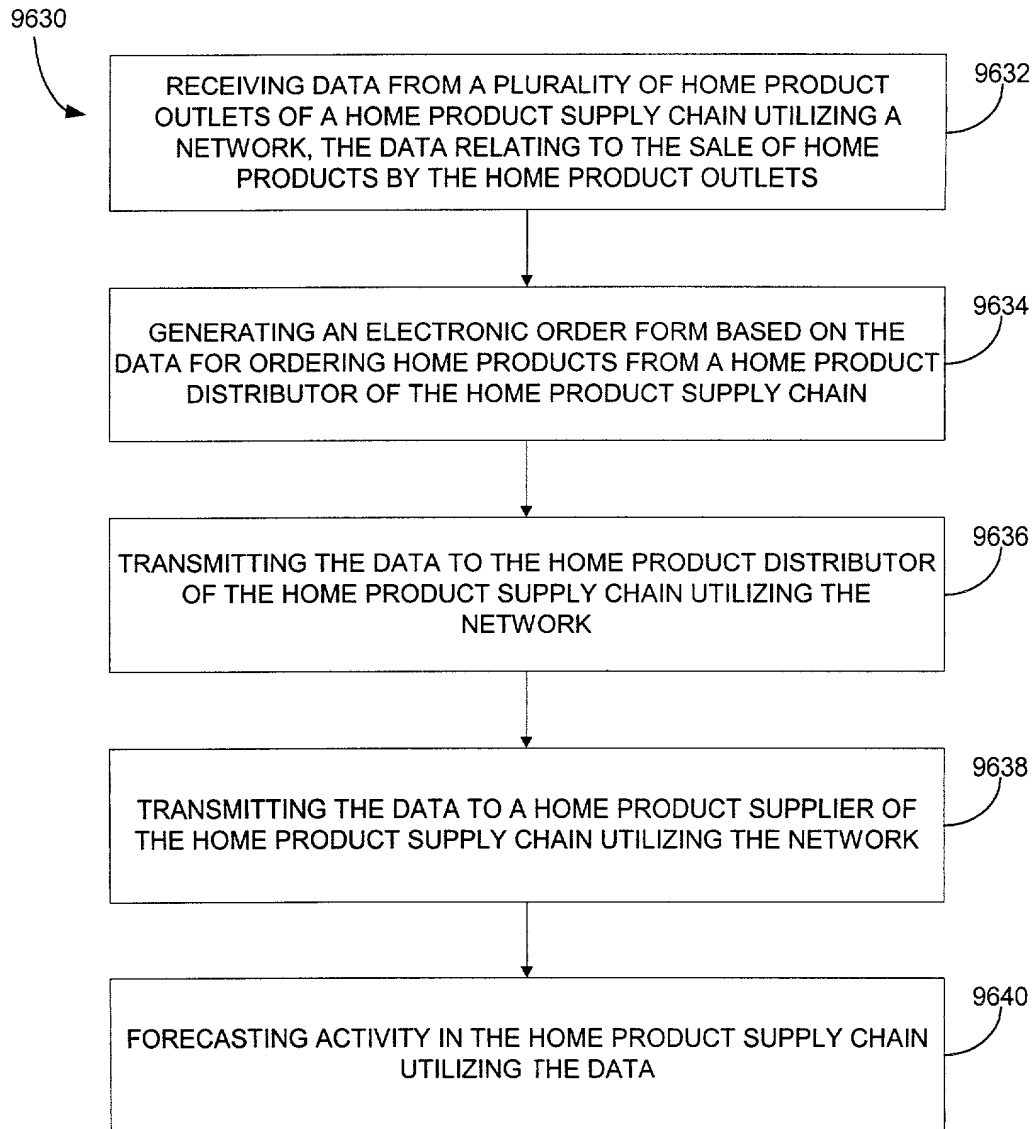 9630
RECEIVING DATA FROM A PLURALITY OF HOME PRODUCT
OUTLETS OF A HOME PRODUCT SUPPLY CHAIN UTILIZING A
NETWORK, THE DATA RELATING TO THE SALE OF HOME
PRODUCTS BY THE HOME PRODUCT OUTLETS
9632
GENERATING AN ELECTRONIC ORDER FORM BASED ON THE
DATA FOR ORDERING HOME PRODUCTS FROM A HOME PRODUCT
DISTRIBUTOR OF THE HOME PRODUCT SUPPLY CHAIN
9634
TRANSMITTING THE DATA TO THE HOME PRODUCT DISTRIBUTOR
OF THE HOME PRODUCT SUPPLY CHAIN UTILIZING THE
NETWORK
9636
TRANSMITTING THE DATA TO A HOME PRODUCT SUPPLIER OF
THE HOME PRODUCT SUPPLY CHAIN UTILIZING THE NETWORK
9638
FORECASTING ACTIVITY IN THE HOME PRODUCT SUPPLY CHAIN
UTILIZING THE DATA
9640